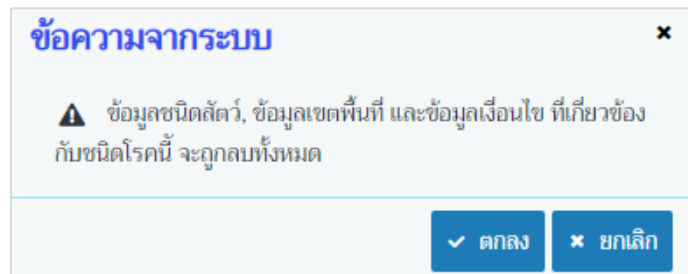 ข้อความจากระบบ
ข้อมูลชนิดสัตว์, ข้อมูลเขตพื้นที่ และข้อมูลเงื่อนไข ที่เกี่ยวข้อง
กับชนิดโรคนี้ จะถูกลบทั้งหมด
ตกลง ยกเลิก